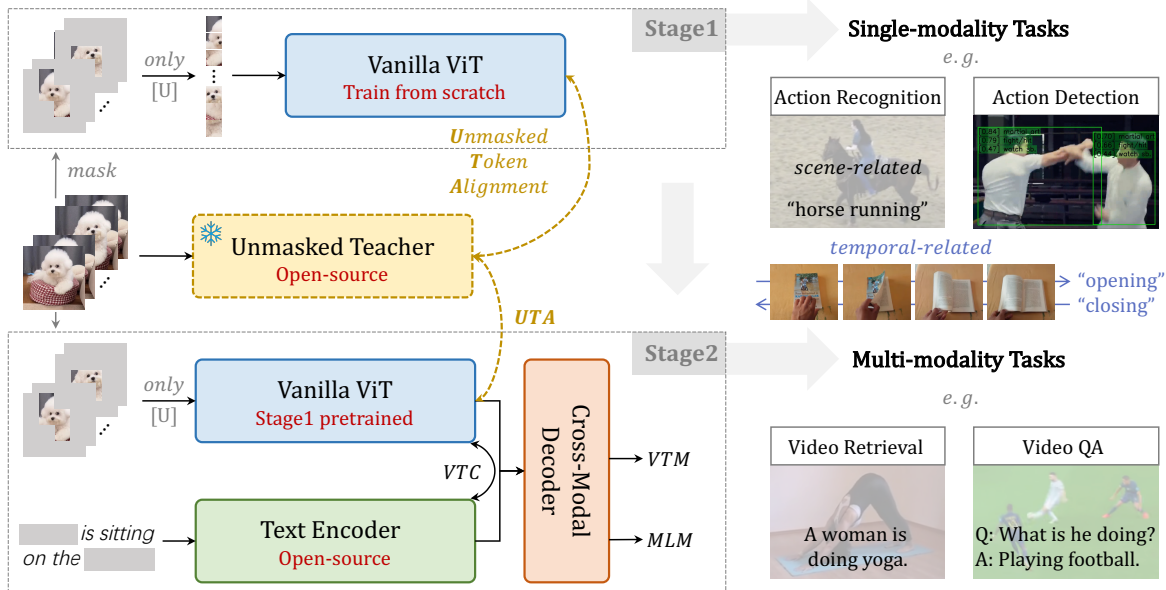 Stage1
only
[U]
Vanilla ViT
Train from scratch
Unmasked
Token
Alignment
mask
Unmasked Teacher
Open-source
UTA
Stage2
only
[U]
Vanilla ViT
Stage1 pretrained
VTC
Text Encoder
Open-source
is sitting
on the
Cross-Modal
Decoder
VTM
MLM
Single-modality Tasks
e.g.
Action Recognition
scene-related
“horse running”
Action Detection
temporal-related
“opening”
“closing”
Multi-modality Tasks
e.g.
Video Retrieval
A woman is
doing yoga.
Video QA
Q: What is he doing?
A: Playing football.